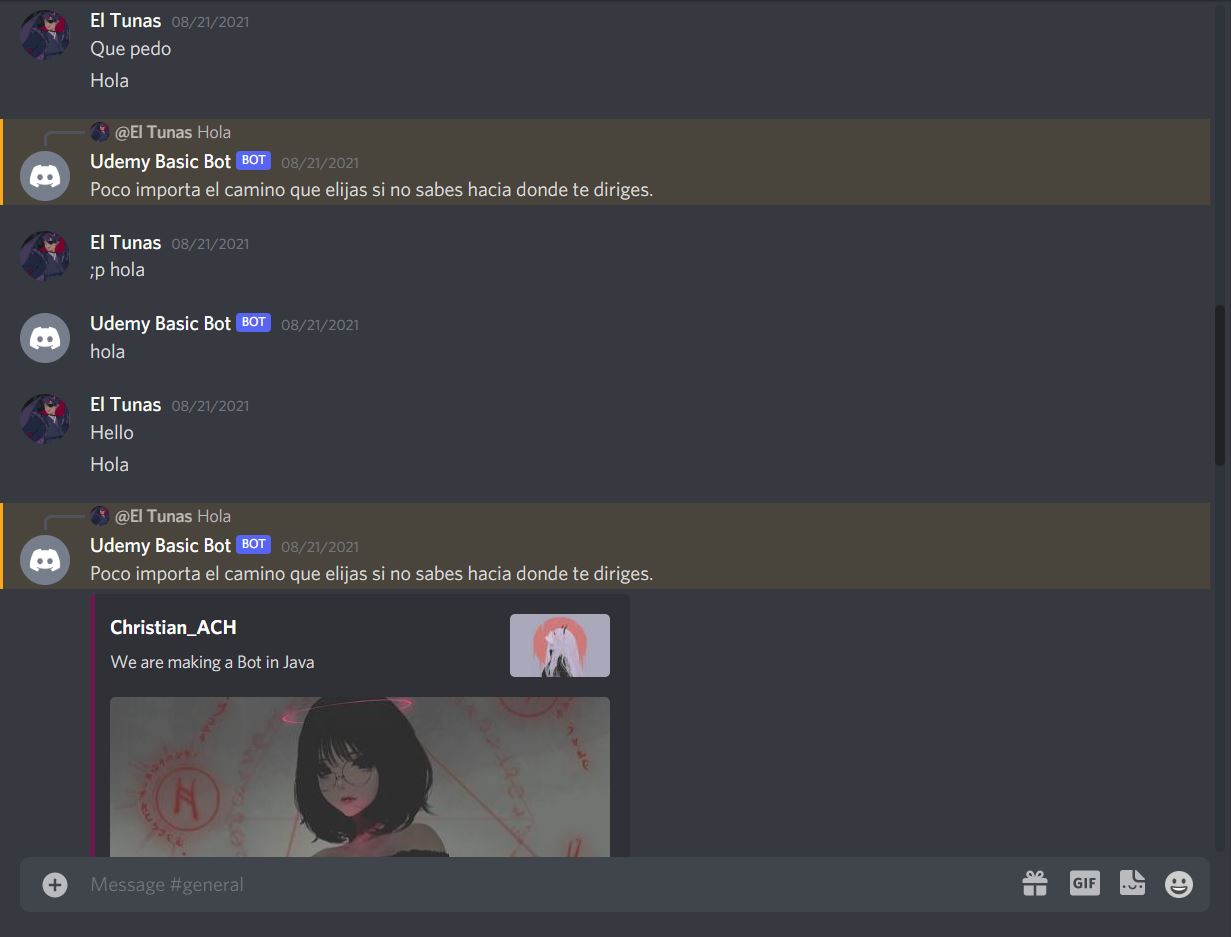 El Tunas 08/21/2021
Que pedo
Hola
@El Tunas Hola
Udemy Basic Bot BOT 08/21/2021
Poco importa el camino que elijas si no sabes hacia donde te diriges.
El Tunas 08/21/2021
;p hola
Udemy Basic Bot BOT 08/21/2021
hola
El Tunas 08/21/2021
Hello
Hola
@El Tunas Hola
Udemy Basic Bot BOT 08/21/2021
Poco importa el camino que elijas si no sabes hacia donde te diriges.
Christian_ACH
We are making a Bot in Java
Message #general
GIF